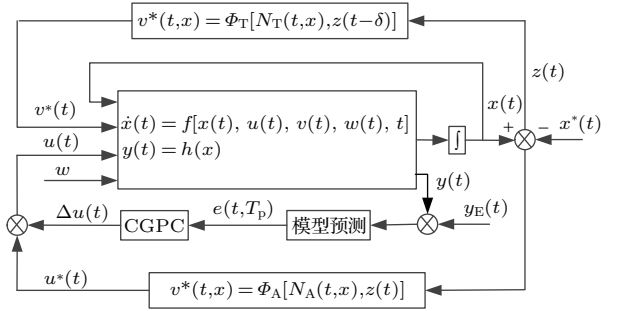 v*(t,x)=Φ_T[N_T(t,x),z(t−δ)]
z(t)
v*(t)
ẋ(t)=f[x(t), u(t), v(t), w(t), t]
y(t)=h(x)
∫
x(t)
+
−
x*(t)
u(t)
w
y(t)
Δu(t)
CGPC
e(t,T_p)
模型预测
y_E(t)
u*(t)
v*(t,x)=Φ_A[N_A(t,x),z(t)]